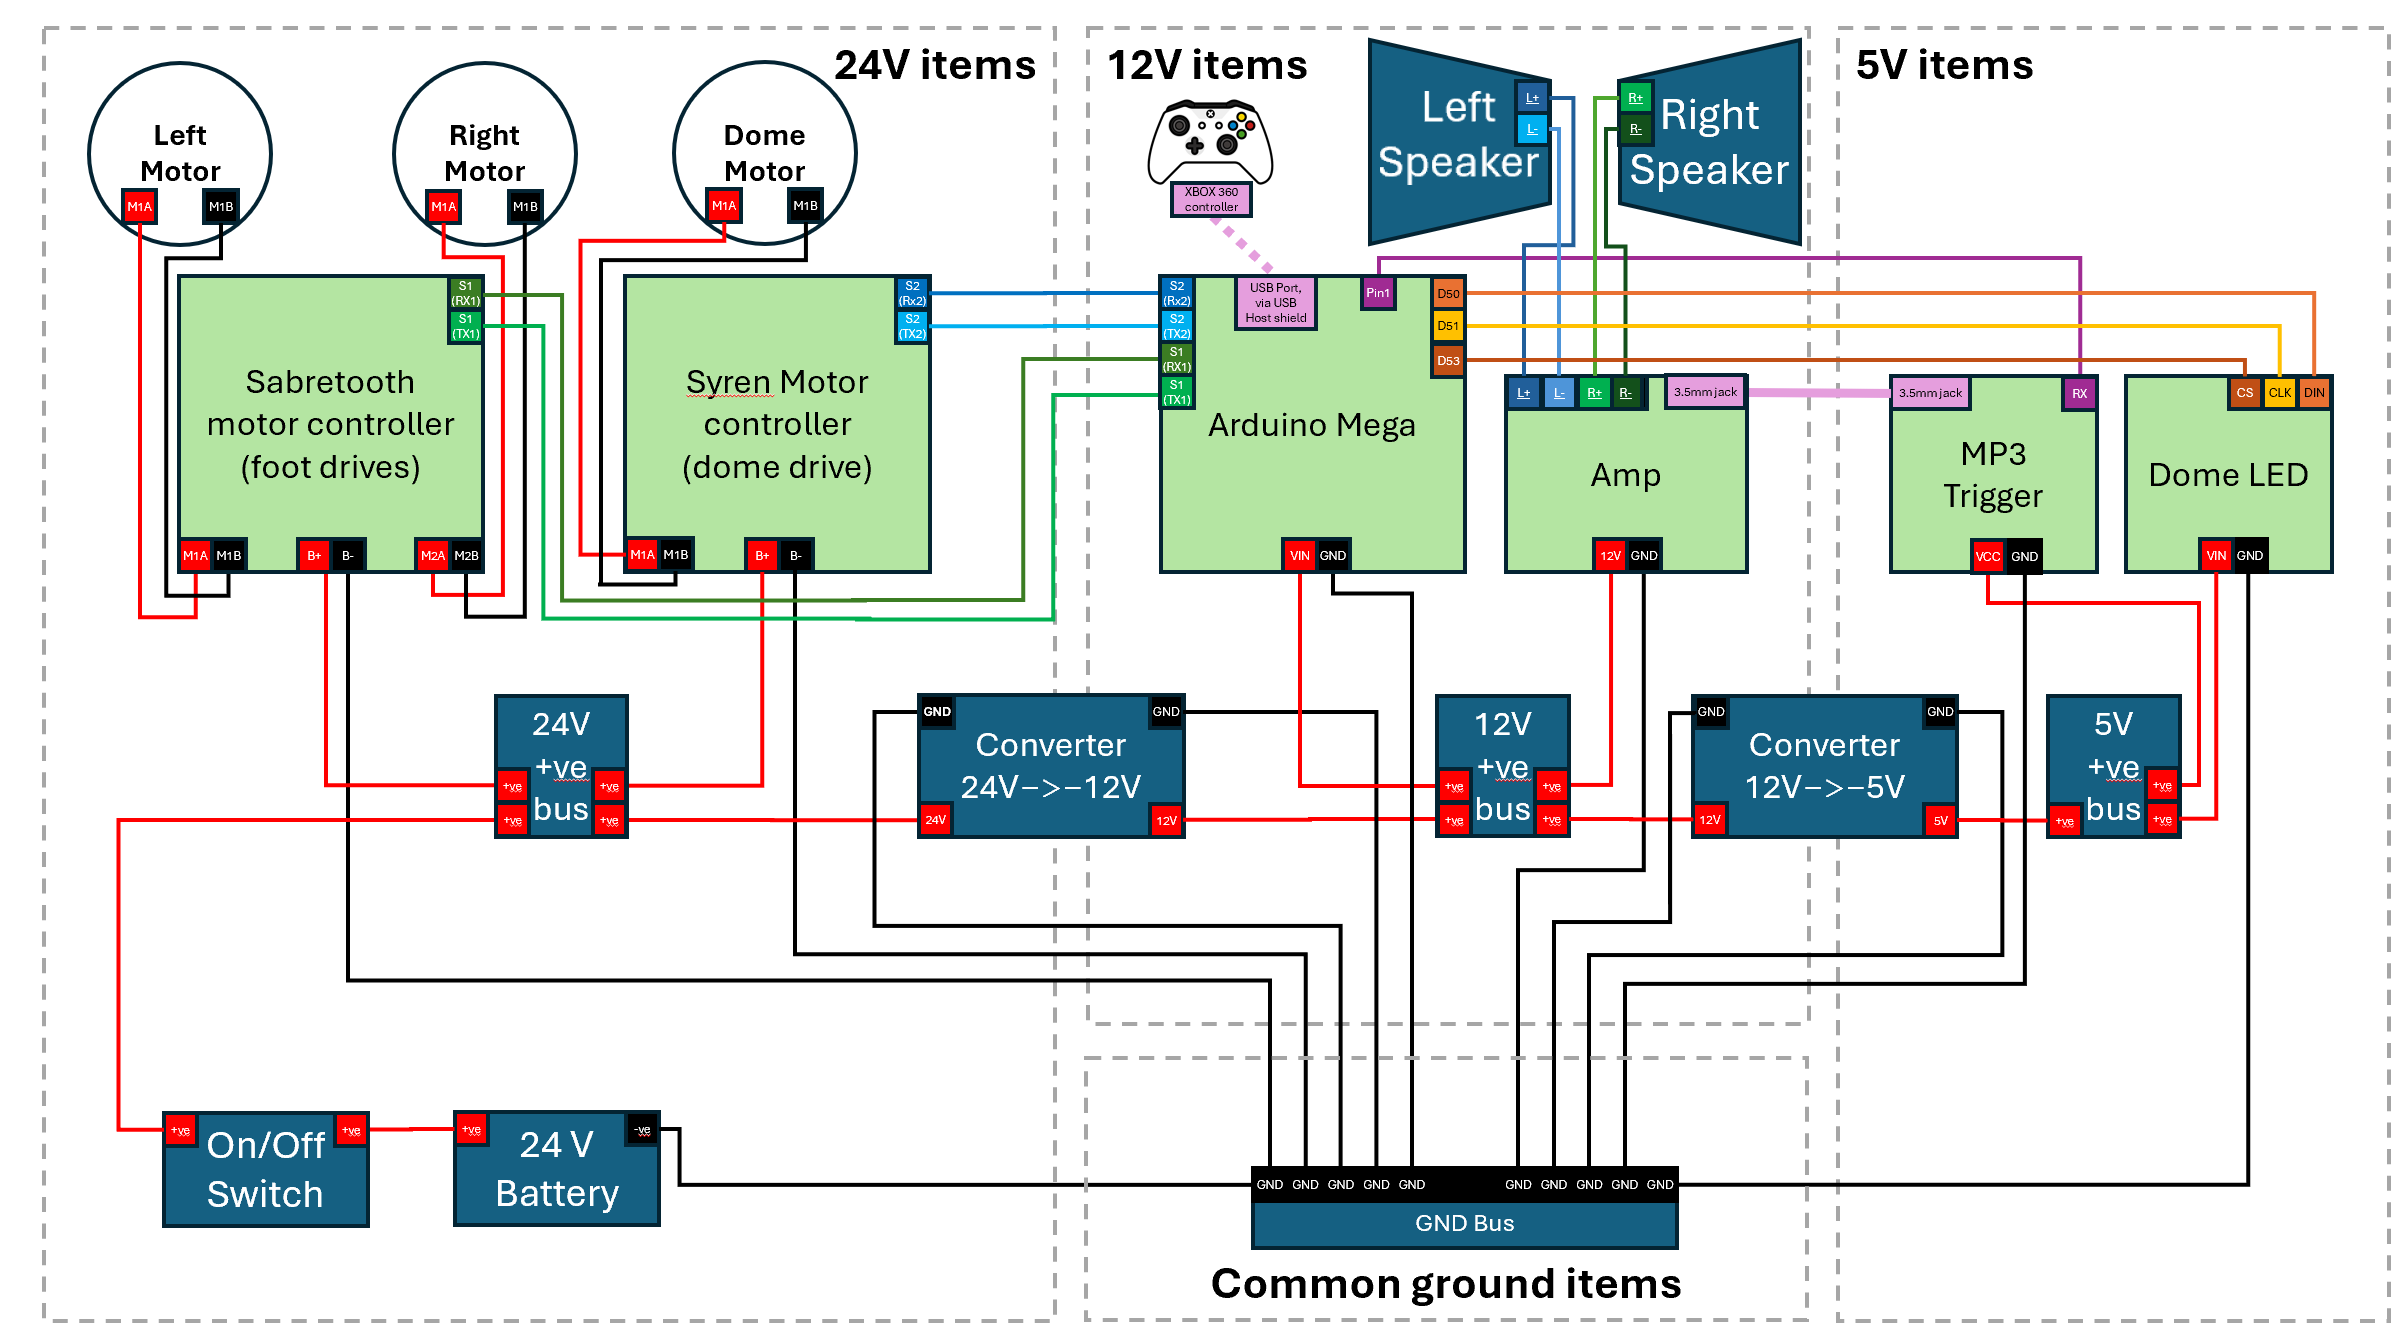 24V items
12V items
5V items
Left
Motor
M1A
M1B
Right
Motor
M1A
M1B
Dome
Motor
M1A
M1B
XBOX 360
controller
Left
Speaker
L+
L-
R+
R-
Right
Speaker
Sabretooth
motor controller
(foot drives)
S1
(RX1)
S1
(TX1)
M1A
M1B
B+
B-
M2A
M2B
Syren Motor
controller
(dome drive)
S2
(Rx2)
S2
(TX2)
M1A
M1B
B+
B-
S2
(Rx2)
S2
(TX2)
S1
(RX1)
S1
(TX1)
USB Port,
via USB
Host shield
Pin1
D50
D51
D53
Arduino Mega
VIN
GND
L+
L-
R+
R-
3.5mm jack
Amp
12V
GND
3.5mm jack
RX
MP3
Trigger
VCC
GND
CS
CLK
DIN
Dome LED
VIN
GND
24V
+ve
bus
+ve
+ve
+ve
+ve
GND
GND
Converter
24V–>–12V
24V
12V
12V
+ve
bus
+ve
+ve
+ve
+ve
GND
GND
Converter
12V–>–5V
12V
5V
5V
+ve
bus
+ve
+ve
+ve
+ve
+ve
On/Off
Switch
+ve
-ve
24 V
Battery
GND GND GND GND GND GND GND GND GND GND
GND Bus
Common ground items